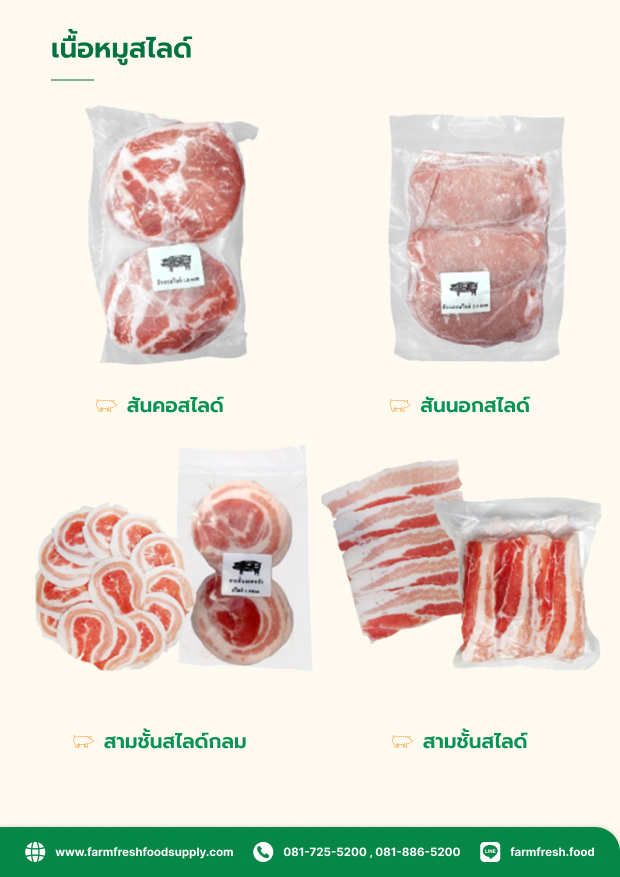 เนื้อหมูสไลด์
สันคอสไลด์
สันนอกสไลด์
สามชั้นสไลด์กลม
สามชั้นสไลด์
www.farmfreshfoodsupply.com
081-725-5200 , 081-886-5200
LINE
farmfresh.food